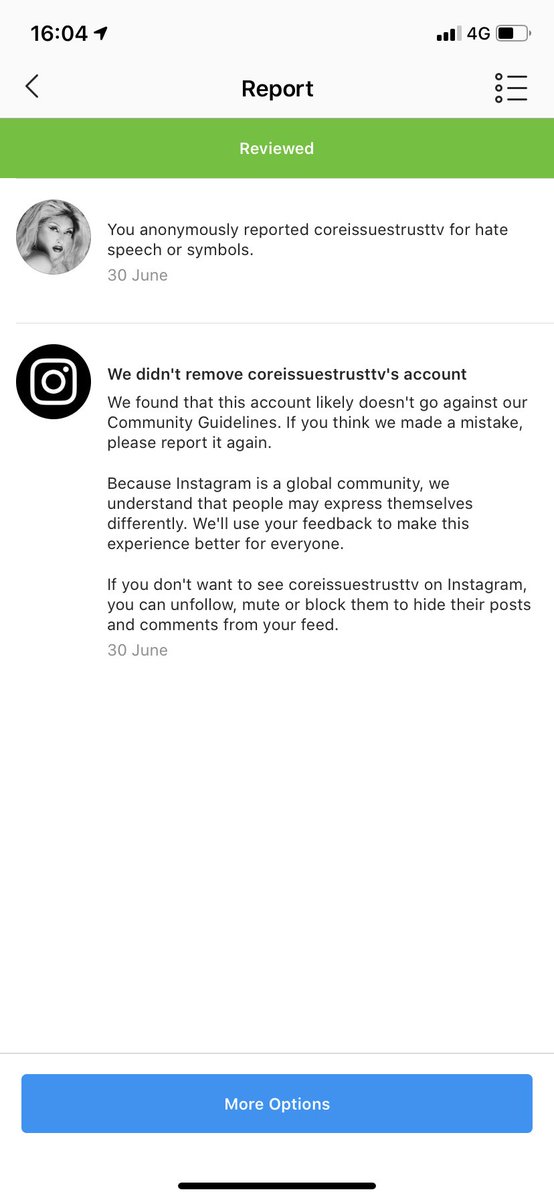 16:04
4G
Report
Reviewed
You anonymously reported coreissuestrusttv for hate
speech or symbols.
30 June
We didn't remove coreissuestrusttv's account
We found that this account likely doesn't go against our
Community Guidelines. If you think we made a mistake,
please report it again.
Because Instagram is a global community, we
understand that people may express themselves
differently. We'll use your feedback to make this
experience better for everyone.
If you don't want to see coreissuestrusttv on Instagram,
you can unfollow, mute or block them to hide their posts
and comments from your feed.
30 June
More Options